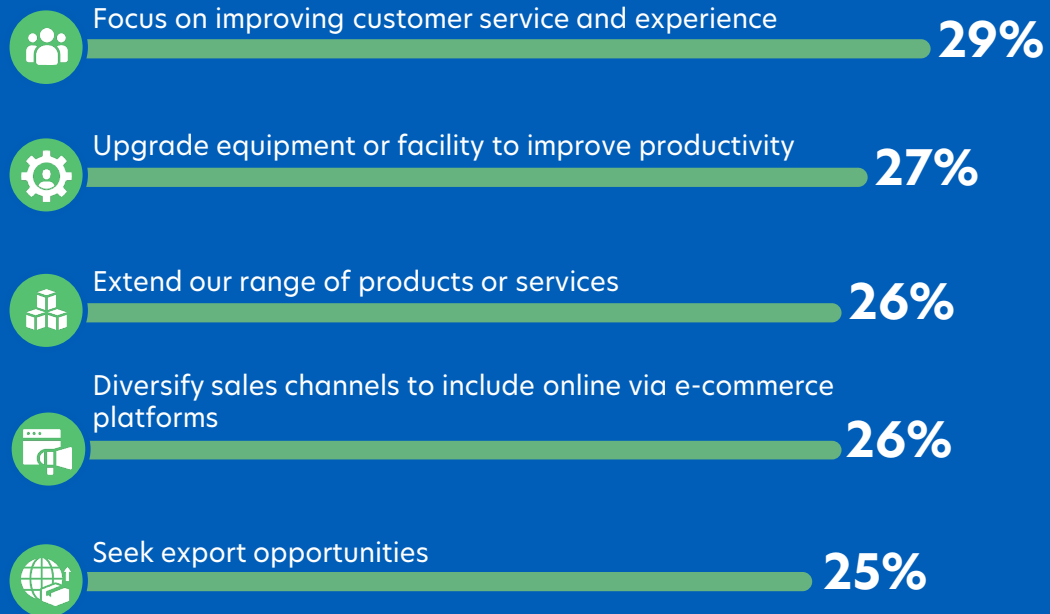 Focus on improving customer service and experience
29%
Upgrade equipment or facility to improve productivity
27%
Extend our range of products or services
26%
Diversify sales channels to include online via e-commerce
platforms
26%
Seek export opportunities
25%